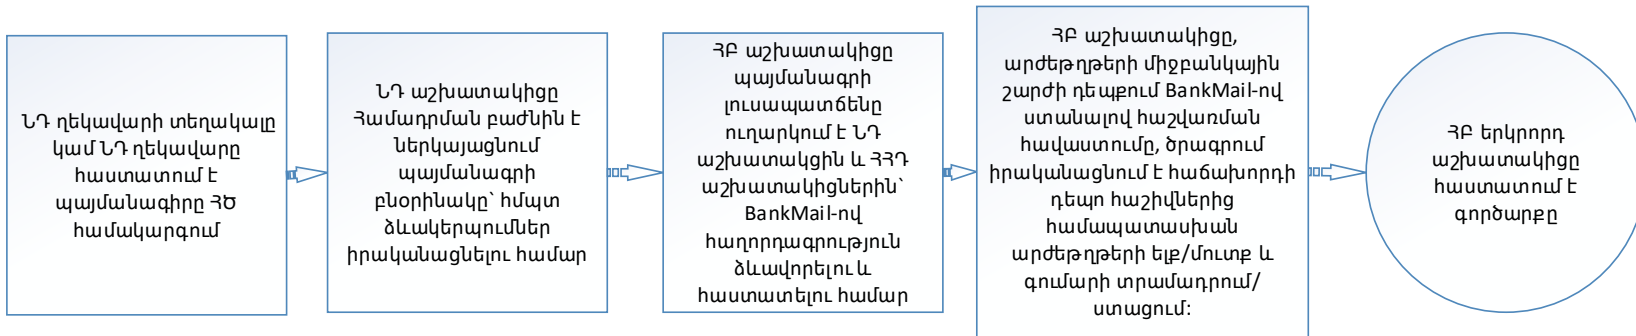 ՆԴ ղեկավարի տեղակալը
կամ ՆԴ ղեկավարը
հաստատում է
պայմանագիրը ՀԾ
համակարգում
ՆԴ աշխատակիցը
Համադրման բաժնին է
ներկայացնում
պայմանագրի
բնօրինակը՝ հմպտ
ձևակերպումներ
իրականացնելու համար
ՀԲ աշխատակիցը
պայմանագրի
լուսապատճենը
ուղարկում է ՆԴ
աշխատակցին և ՀՀԴ
աշխատակիցներին՝
BankMail-ով
հաղորդագրություն
ձևավորելու և
հաստատելու համար
ՀԲ աշխատակիցը,
արժեթղթերի միջբանկային
շարժի դեպքում BankMail-ով
ստանալով հաշվառման
հավաստումը, ծրագրում
իրականացնում է հաճախորդի
դեպո հաշիվներից
համապատասխան
արժեթղթերի ելք/մուտք և
գումարի տրամադրում/
ստացում:
ՀԲ երկրորդ
աշխատակիցը
հաստատում է
գործարքը